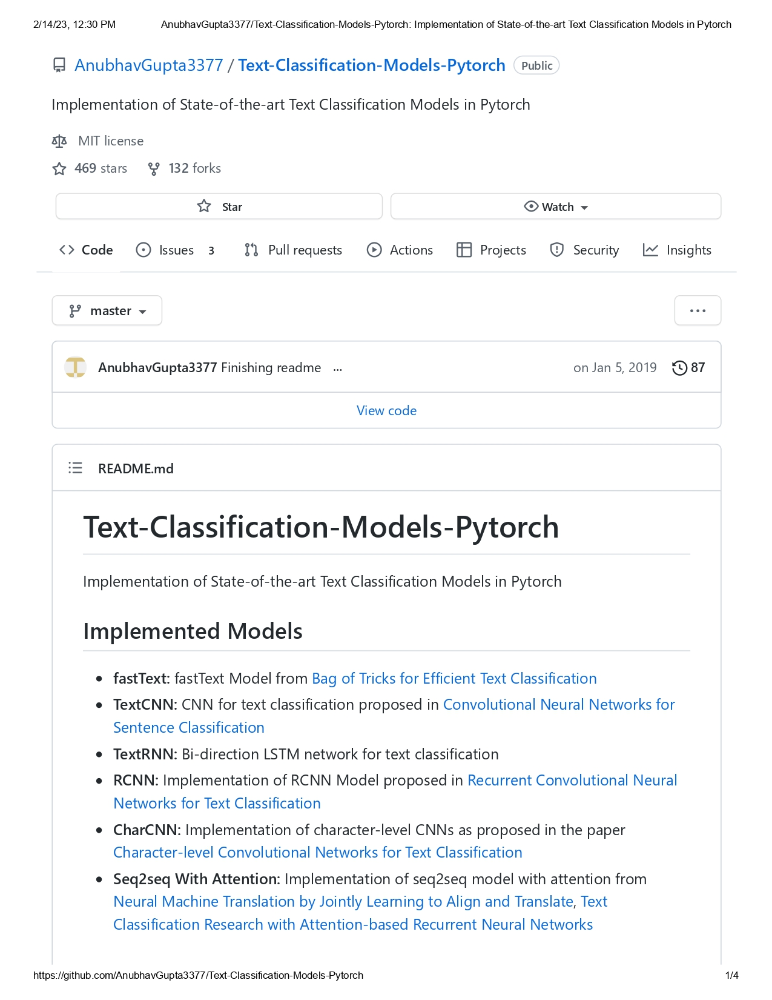 2/14/23, 12:30 PM AnubhavGupta3377/Text-Classification-Models-Pytorch: Implementation of State-of-the-art Text Classification Models in Pytorch
AnubhavGupta3377 / Text-Classification-Models-Pytorch Public
Implementation of State-of-the-art Text Classification Models in Pytorch
MIT license
469 stars 132 forks
Star Watch
Code Issues 3 Pull requests Actions Projects Security Insights
master ...
AnubhavGupta3377 Finishing readme ... on Jan 5, 2019 87
View code
README.md
Text-Classification-Models-Pytorch
Implementation of State-of-the-art Text Classification Models in Pytorch
Implemented Models
• fastText: fastText Model from Bag of Tricks for Efficient Text Classification
• TextCNN: CNN for text classification proposed in Convolutional Neural Networks for
Sentence Classification
• TextRNN: Bi-direction LSTM network for text classification
• RCNN: Implementation of RCNN Model proposed in Recurrent Convolutional Neural
Networks for Text Classification
• CharCNN: Implementation of character-level CNNs as proposed in the paper
Character-level Convolutional Networks for Text Classification
• Seq2seq With Attention: Implementation of seq2seq model with attention from
Neural Machine Translation by Jointly Learning to Align and Translate, Text
Classification Research with Attention-based Recurrent Neural Networks
https://github.com/AnubhavGupta3377/Text-Classification-Models-Pytorch 1/4